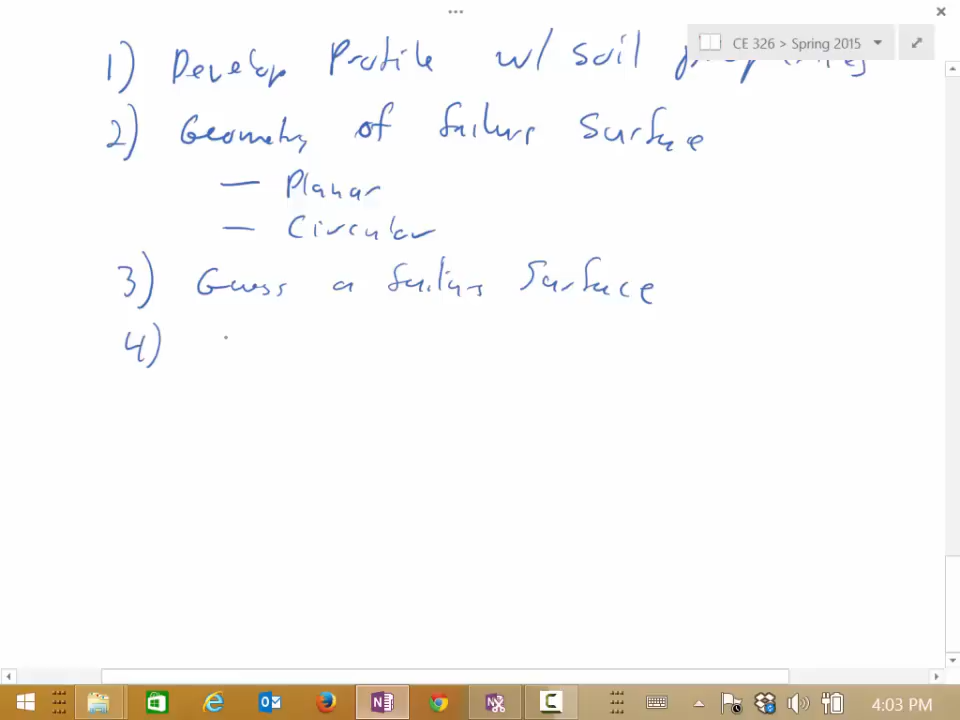 CE 326 > Spring 2015
1) Develop Profile w/ Soil
2) Geometry of failure Surface
— Planar
— Circular
3) Guess a failure Surface
4)
4:03 PM